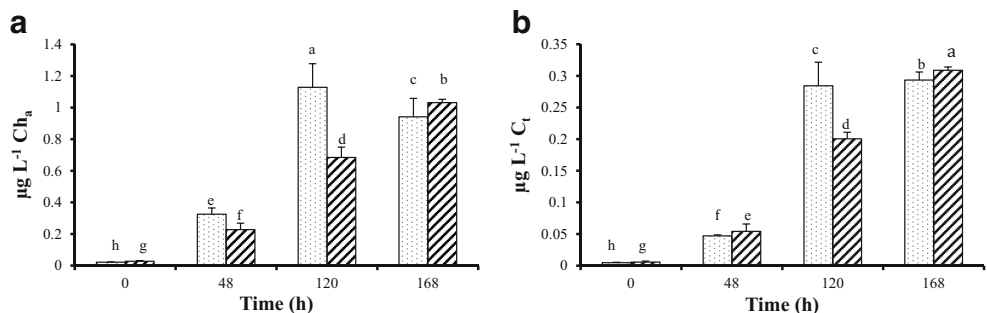 a
µg L⁻¹ Chₐ
1.4
1.2
1
0.8
0.6
0.4
0.2
0
h g
e f
a d
c b
0 48 120 168
Time (h)
b
µg L⁻¹ Cₜ
0.35
0.3
0.25
0.2
0.15
0.1
0.05
0
h g
f e
c d
b a
0 48 120 168
Time (h)